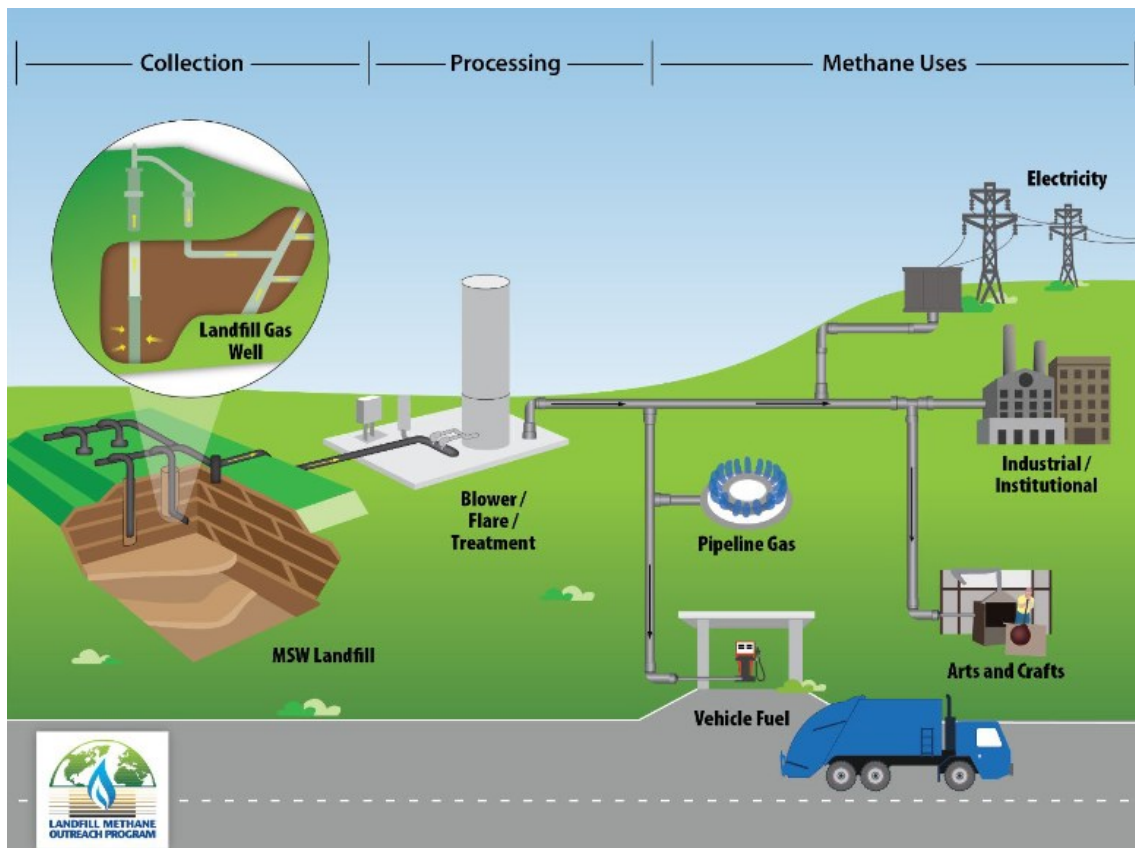 Collection
Processing
Methane Uses
Electricity
Landfill Gas
Well
Industrial /
Institutional
Blower /
Flare /
Treatment
Pipeline Gas
MSW Landfill
Arts and Crafts
Vehicle Fuel
LANDFILL METHANE
OUTREACH PROGRAM